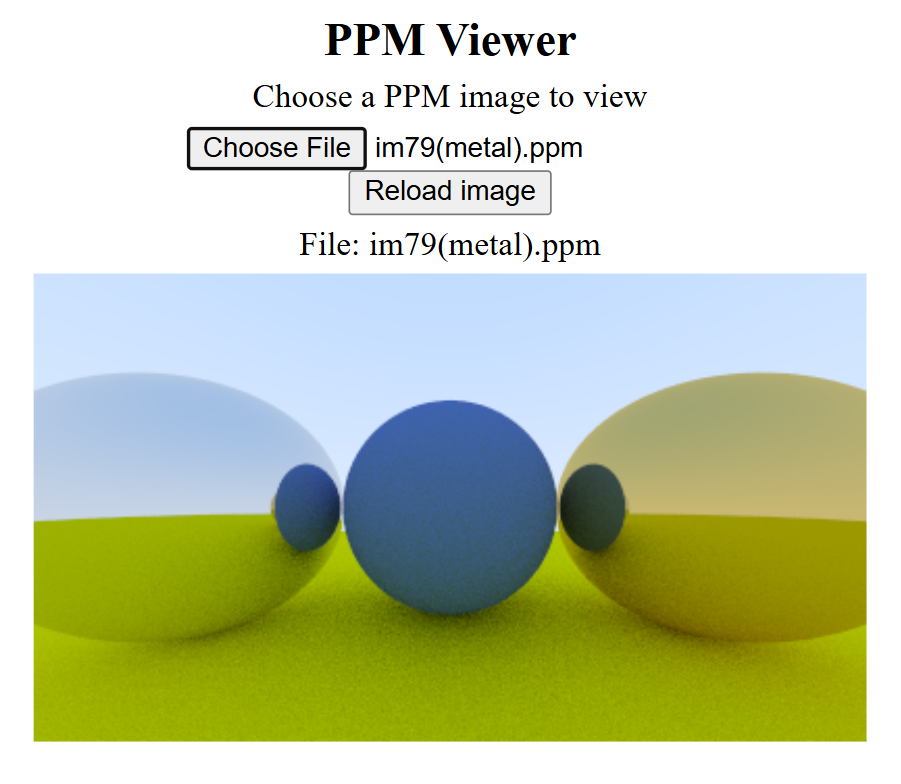 PPM Viewer
Choose a PPM image to view
Choose File im79(metal).ppm
Reload image
File: im79(metal).ppm